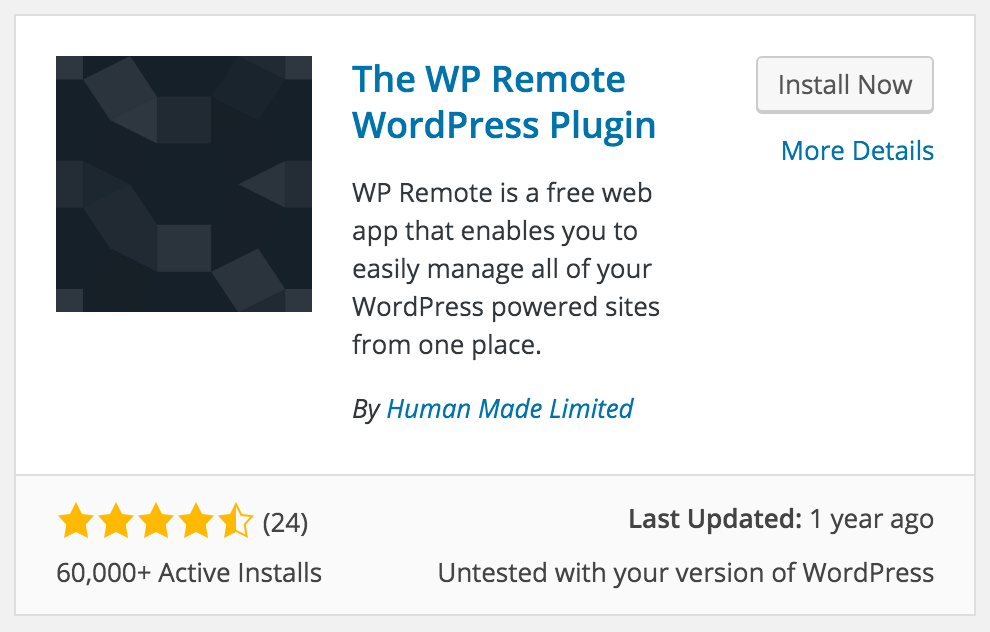 The WP Remote
WordPress Plugin
Install Now
More Details
WP Remote is a free web
app that enables you to
easily manage all of your
WordPress powered sites
from one place.
By Human Made Limited
(24)
Last Updated: 1 year ago
60,000+ Active Installs
Untested with your version of WordPress